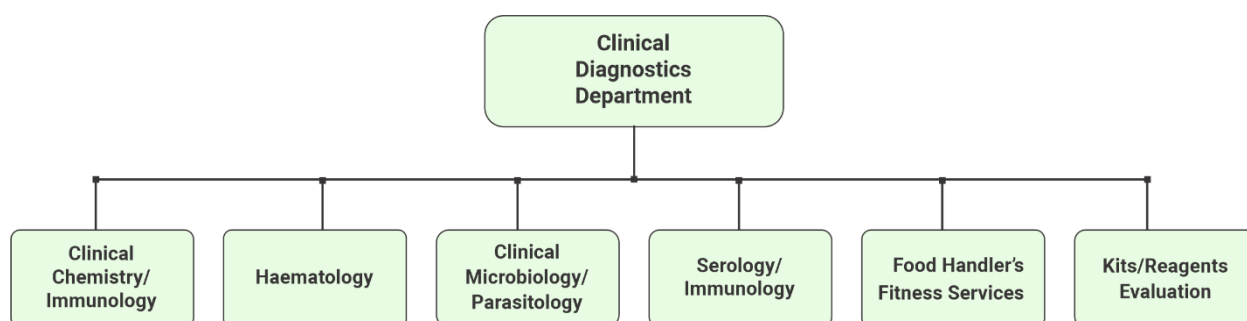 Clinical
Diagnostics
Department
Clinical
Chemistry/
Immunology
Haematology
Clinical
Microbiology/
Parasitology
Serology/
Immunology
Food Handler’s
Fitness Services
Kits/Reagents
Evaluation